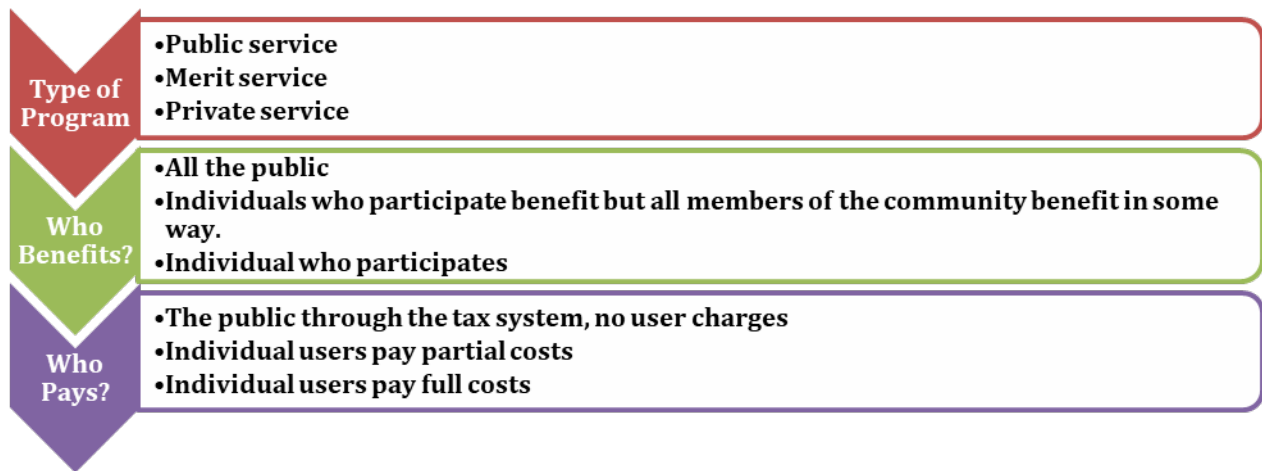 Type of
Program
•Public service
•Merit service
•Private service
Who
Benefits?
•All the public
•Individuals who participate benefit but all members of the community benefit in some
way.
•Individual who participates
Who
Pays?
•The public through the tax system, no user charges
•Individual users pay partial costs
•Individual users pay full costs